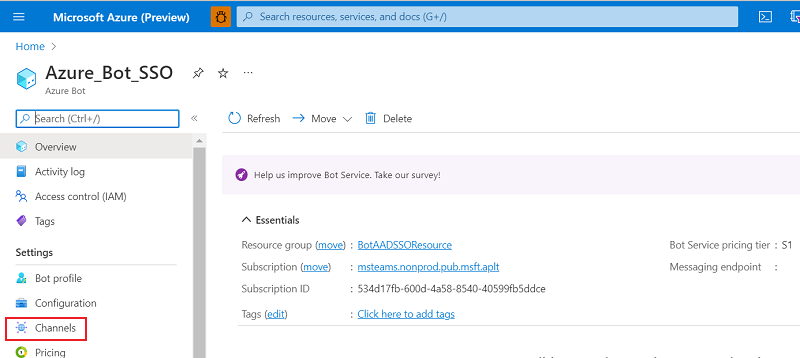 Microsoft Azure (Preview)
Search resources, services, and docs (G+/)
Home >
Azure_Bot_SSO
Azure Bot
Search (Ctrl+/)
Refresh
Move
Delete
Overview
Activity log
Access control (IAM)
Tags
Settings
Bot profile
Configuration
Channels
Pricing
Help us improve Bot Service. Take our survey!
Essentials
Resource group (move) : BotAADSSOResource
Subscription (move) : msteams.nonprod.pub.msft.aplt
Subscription ID : 534d17fb-600d-4a58-8540-40599fb5ddce
Tags (edit) : Click here to add tags
Bot Service pricing tier : S1
Messaging endpoint :